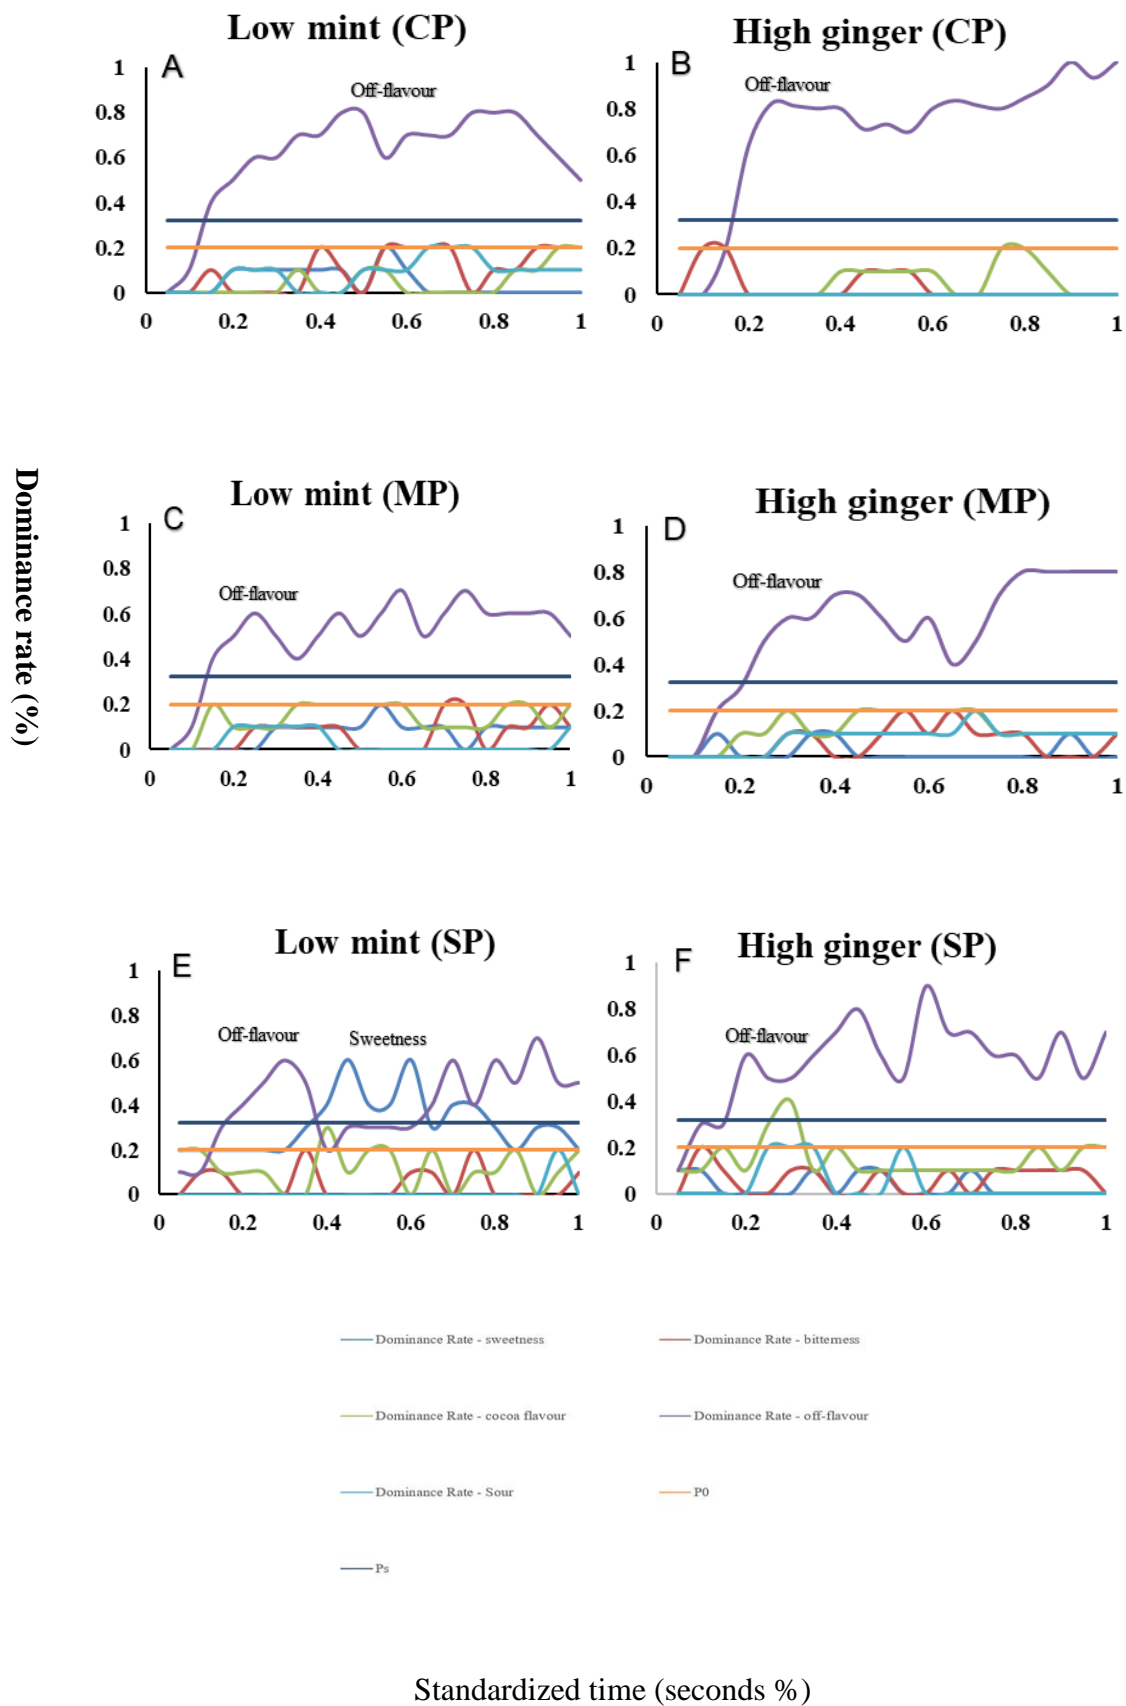 Low mint (CP)
A
Off-flavour
1
0.8
0.6
0.4
0.2
0
0 0.2 0.4 0.6 0.8 1
High ginger (CP)
B
Off-flavour
1
0.8
0.6
0.4
0.2
0
0 0.2 0.4 0.6 0.8 1
Dominance rate (%)
Low mint (MP)
C
Off-flavour
1
0.8
0.6
0.4
0.2
0
0 0.2 0.4 0.6 0.8 1
High ginger (MP)
D
Off-flavour
1
0.8
0.6
0.4
0.2
0
0 0.2 0.4 0.6 0.8 1
Low mint (SP)
E
Off-flavour
Sweetness
1
0.8
0.6
0.4
0.2
0
0 0.2 0.4 0.6 0.8 1
High ginger (SP)
F
Off-flavour
1
0.8
0.6
0.4
0.2
0
0 0.2 0.4 0.6 0.8 1
Dominance Rate - sweetness
Dominance Rate - bitterness
Dominance Rate - cocoa flavour
Dominance Rate - off-flavour
Dominance Rate - Sour
P0
Ps
Standardized time (seconds %)